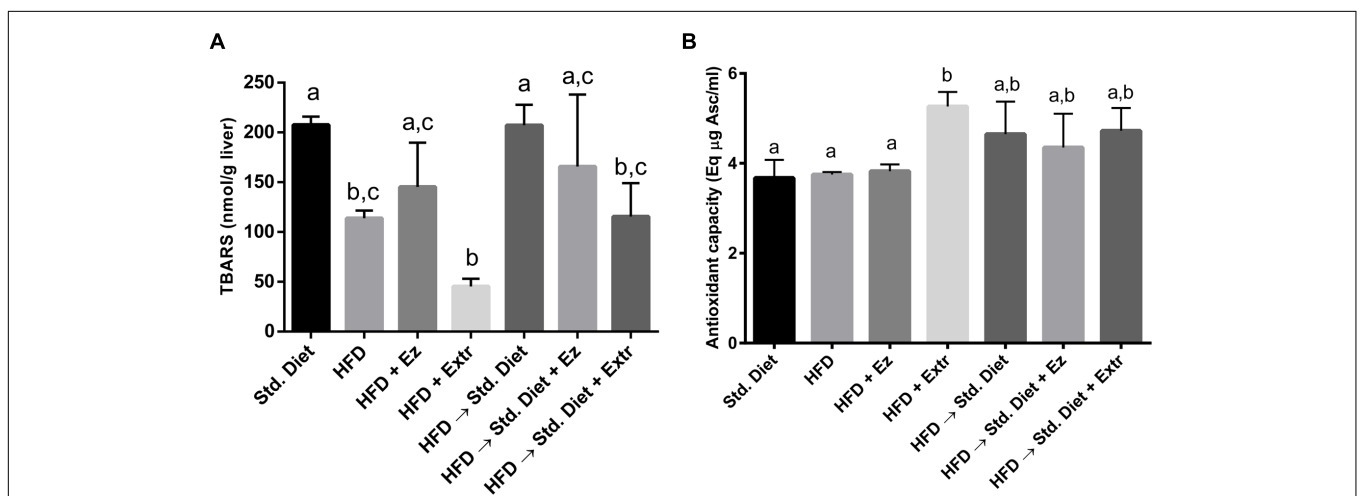 A
TBARS (nmol/g liver)
250
200
150
100
50
0
a
b,c
a,c
b
a
a,c
b,c
Std. Diet
HFD
HFD + Ez
HFD + Extr
HFD → Std. Diet
HFD → Std. Diet + Ez
HFD → Std. Diet + Extr
B
Antioxidant capacity (Eq µg Asc/ml)
6
4
2
0
a
a
a
b
a,b
a,b
a,b
Std. Diet
HFD
HFD + Ez
HFD + Extr
HFD → Std. Diet
HFD → Std. Diet + Ez
HFD → Std. Diet + Extr